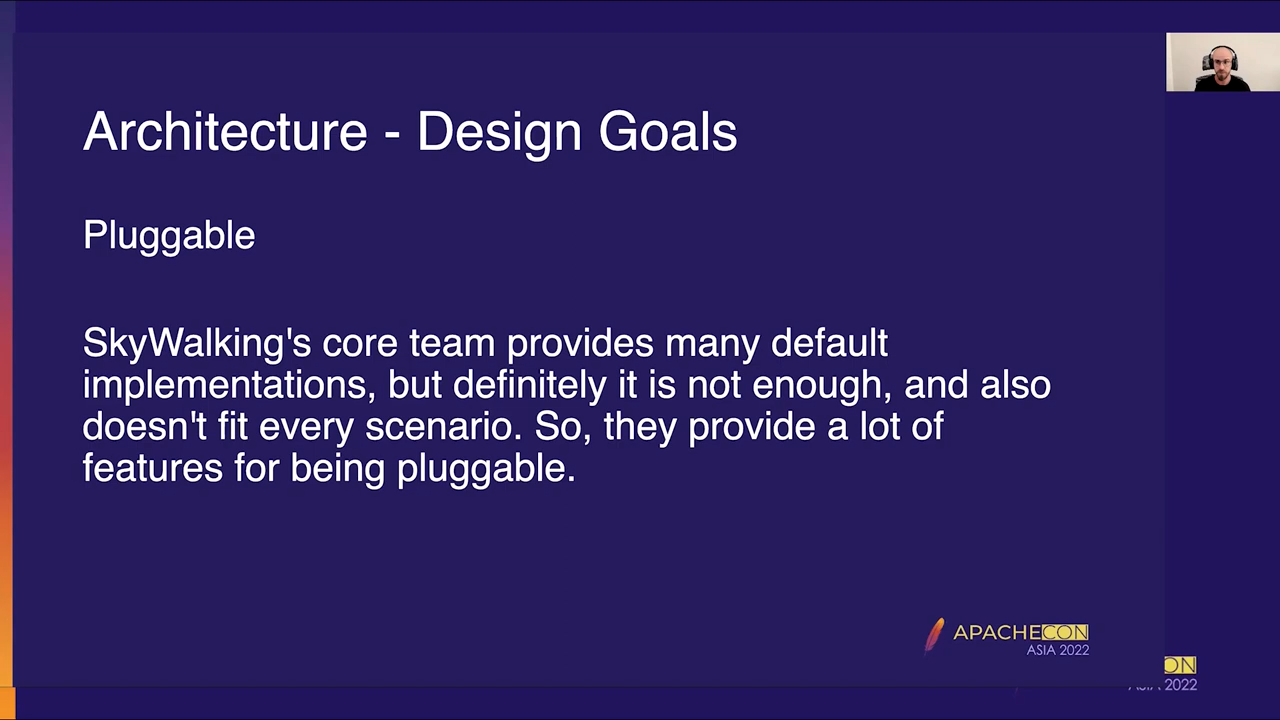 Architecture - Design Goals
Pluggable
SkyWalking's core team provides many default
implementations, but definitely it is not enough, and also
doesn't fit every scenario. So, they provide a lot of
features for being pluggable.
APACHECON
ASIA 2022
ON
ASIA 2022